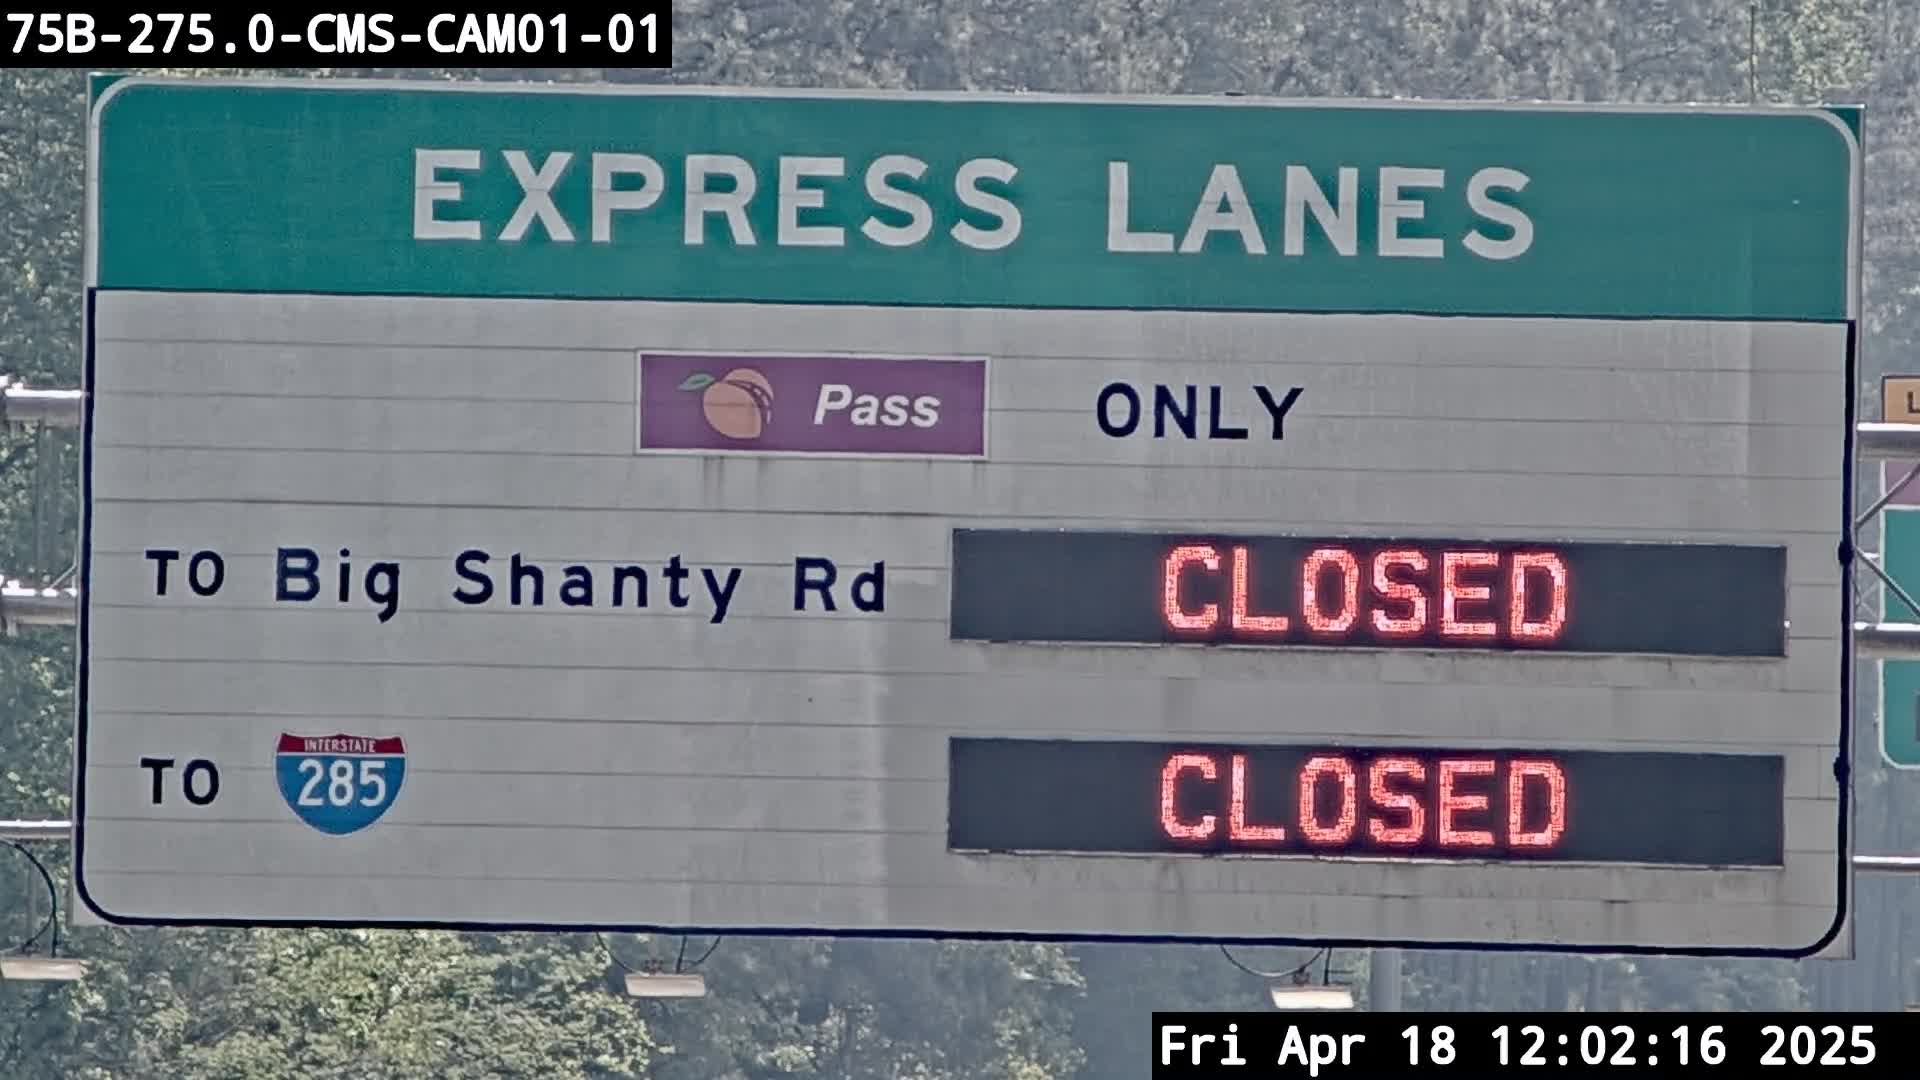 75B-275.0-CMS-CAM01-01
EXPRESS LANES
Pass ONLY
TO Big Shanty Rd CLOSED
TO INTERSTATE 285 CLOSED
Fri Apr 18 12:02:16 2025